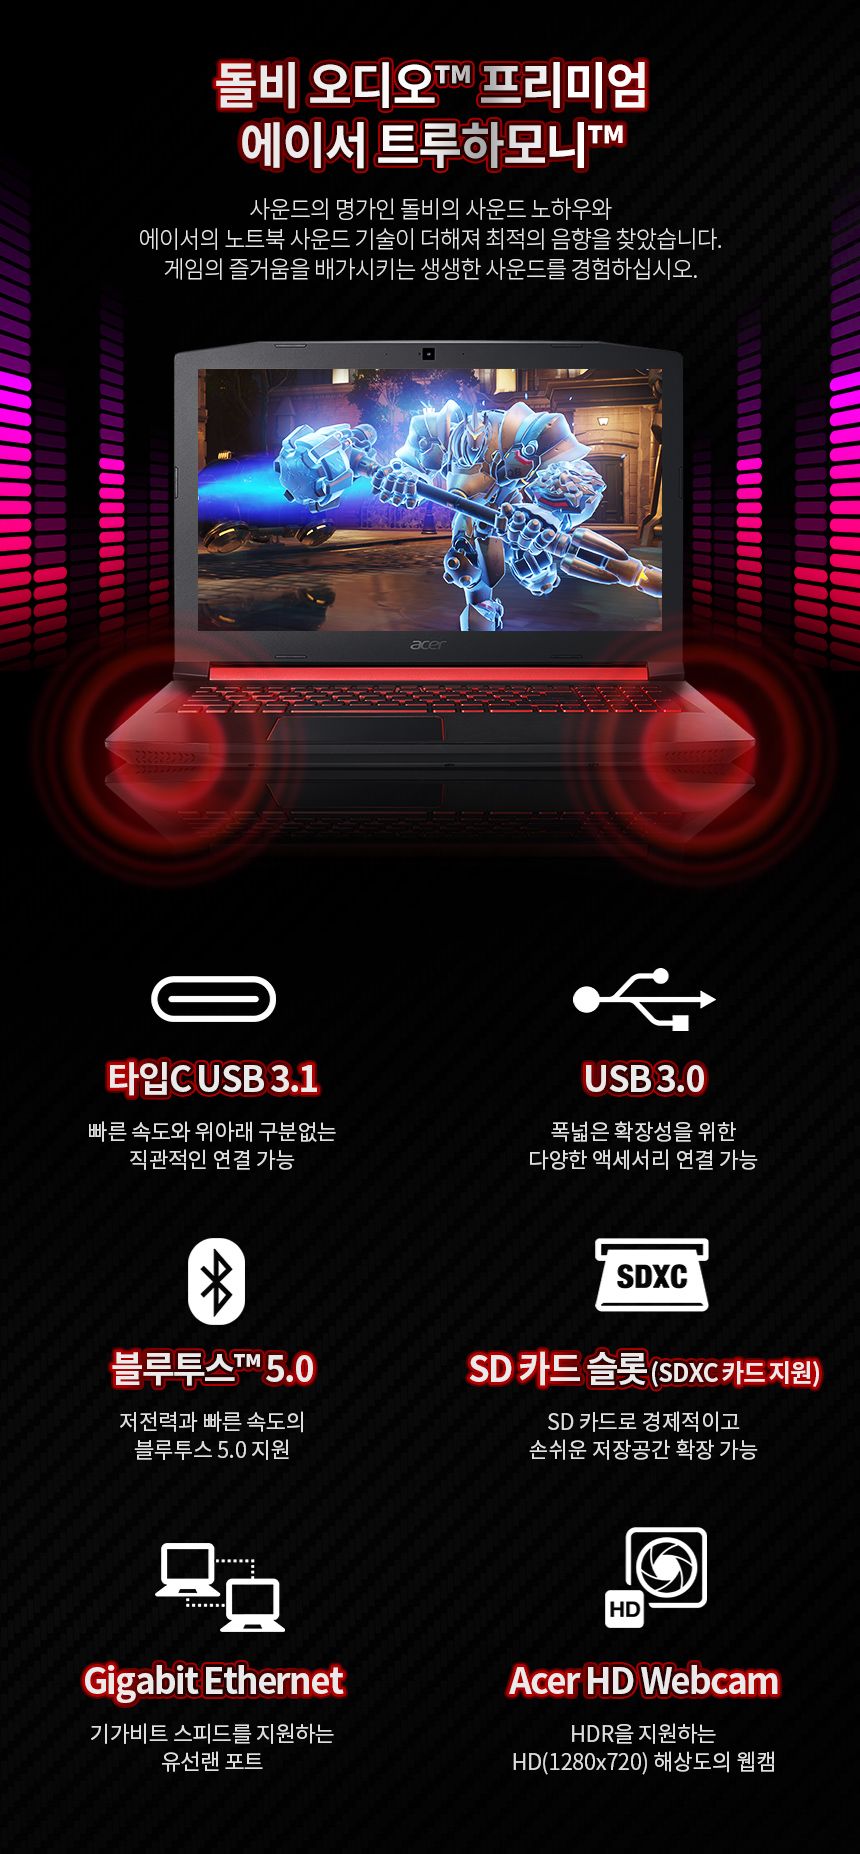 돌비 오디오™ 프리미엄
에이서 트루하모니™
사운드의 명가인 돌비의 사운드 노하우와
에이서의 노트북 사운드 기술이 더해져 최적의 음향을 찾았습니다.
게임의 즐거움을 배가시키는 생생한 사운드를 경험하십시오.
acer
타입C USB 3.1
빠른 속도와 위아래 구분없는
직관적인 연결 가능
USB 3.0
폭넓은 확장성을 위한
다양한 액세서리 연결 가능
블루투스™ 5.0
저전력과 빠른 속도의
블루투스 5.0 지원
SDXC
SD 카드 슬롯 (SDXC 카드 지원)
SD 카드로 경제적이고
손쉬운 저장공간 확장 가능
Gigabit Ethernet
기가비트 스피드를 지원하는
유선랜 포트
HD
Acer HD Webcam
HDR을 지원하는
HD(1280x720) 해상도의 웹캠